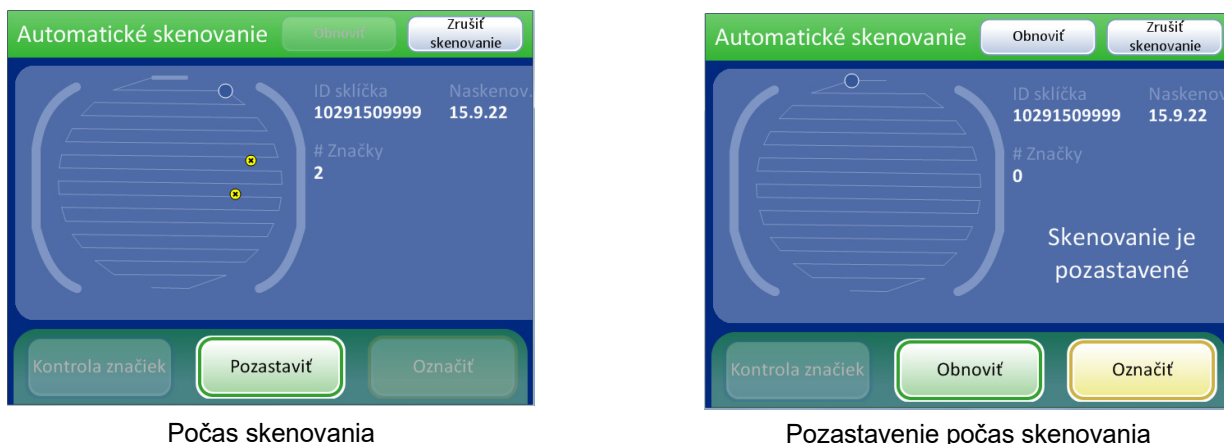 Automatické skenovanie
Obnoviť
Zrušiť
skenovanie
ID sklíčka
Naskenov.
10291509999
15.9.22
# Značky
2
Kontrola značiek
Pozastaviť
Označiť
Počas skenovania
Automatické skenovanie
Obnoviť
Zrušiť
skenovanie
ID sklíčka
Naskenov
10291509999
15.9.22
# Značky
0
Skenovanie je
pozastavené
Kontrola značiek
Obnoviť
Označiť
Pozastavenie počas skenovania